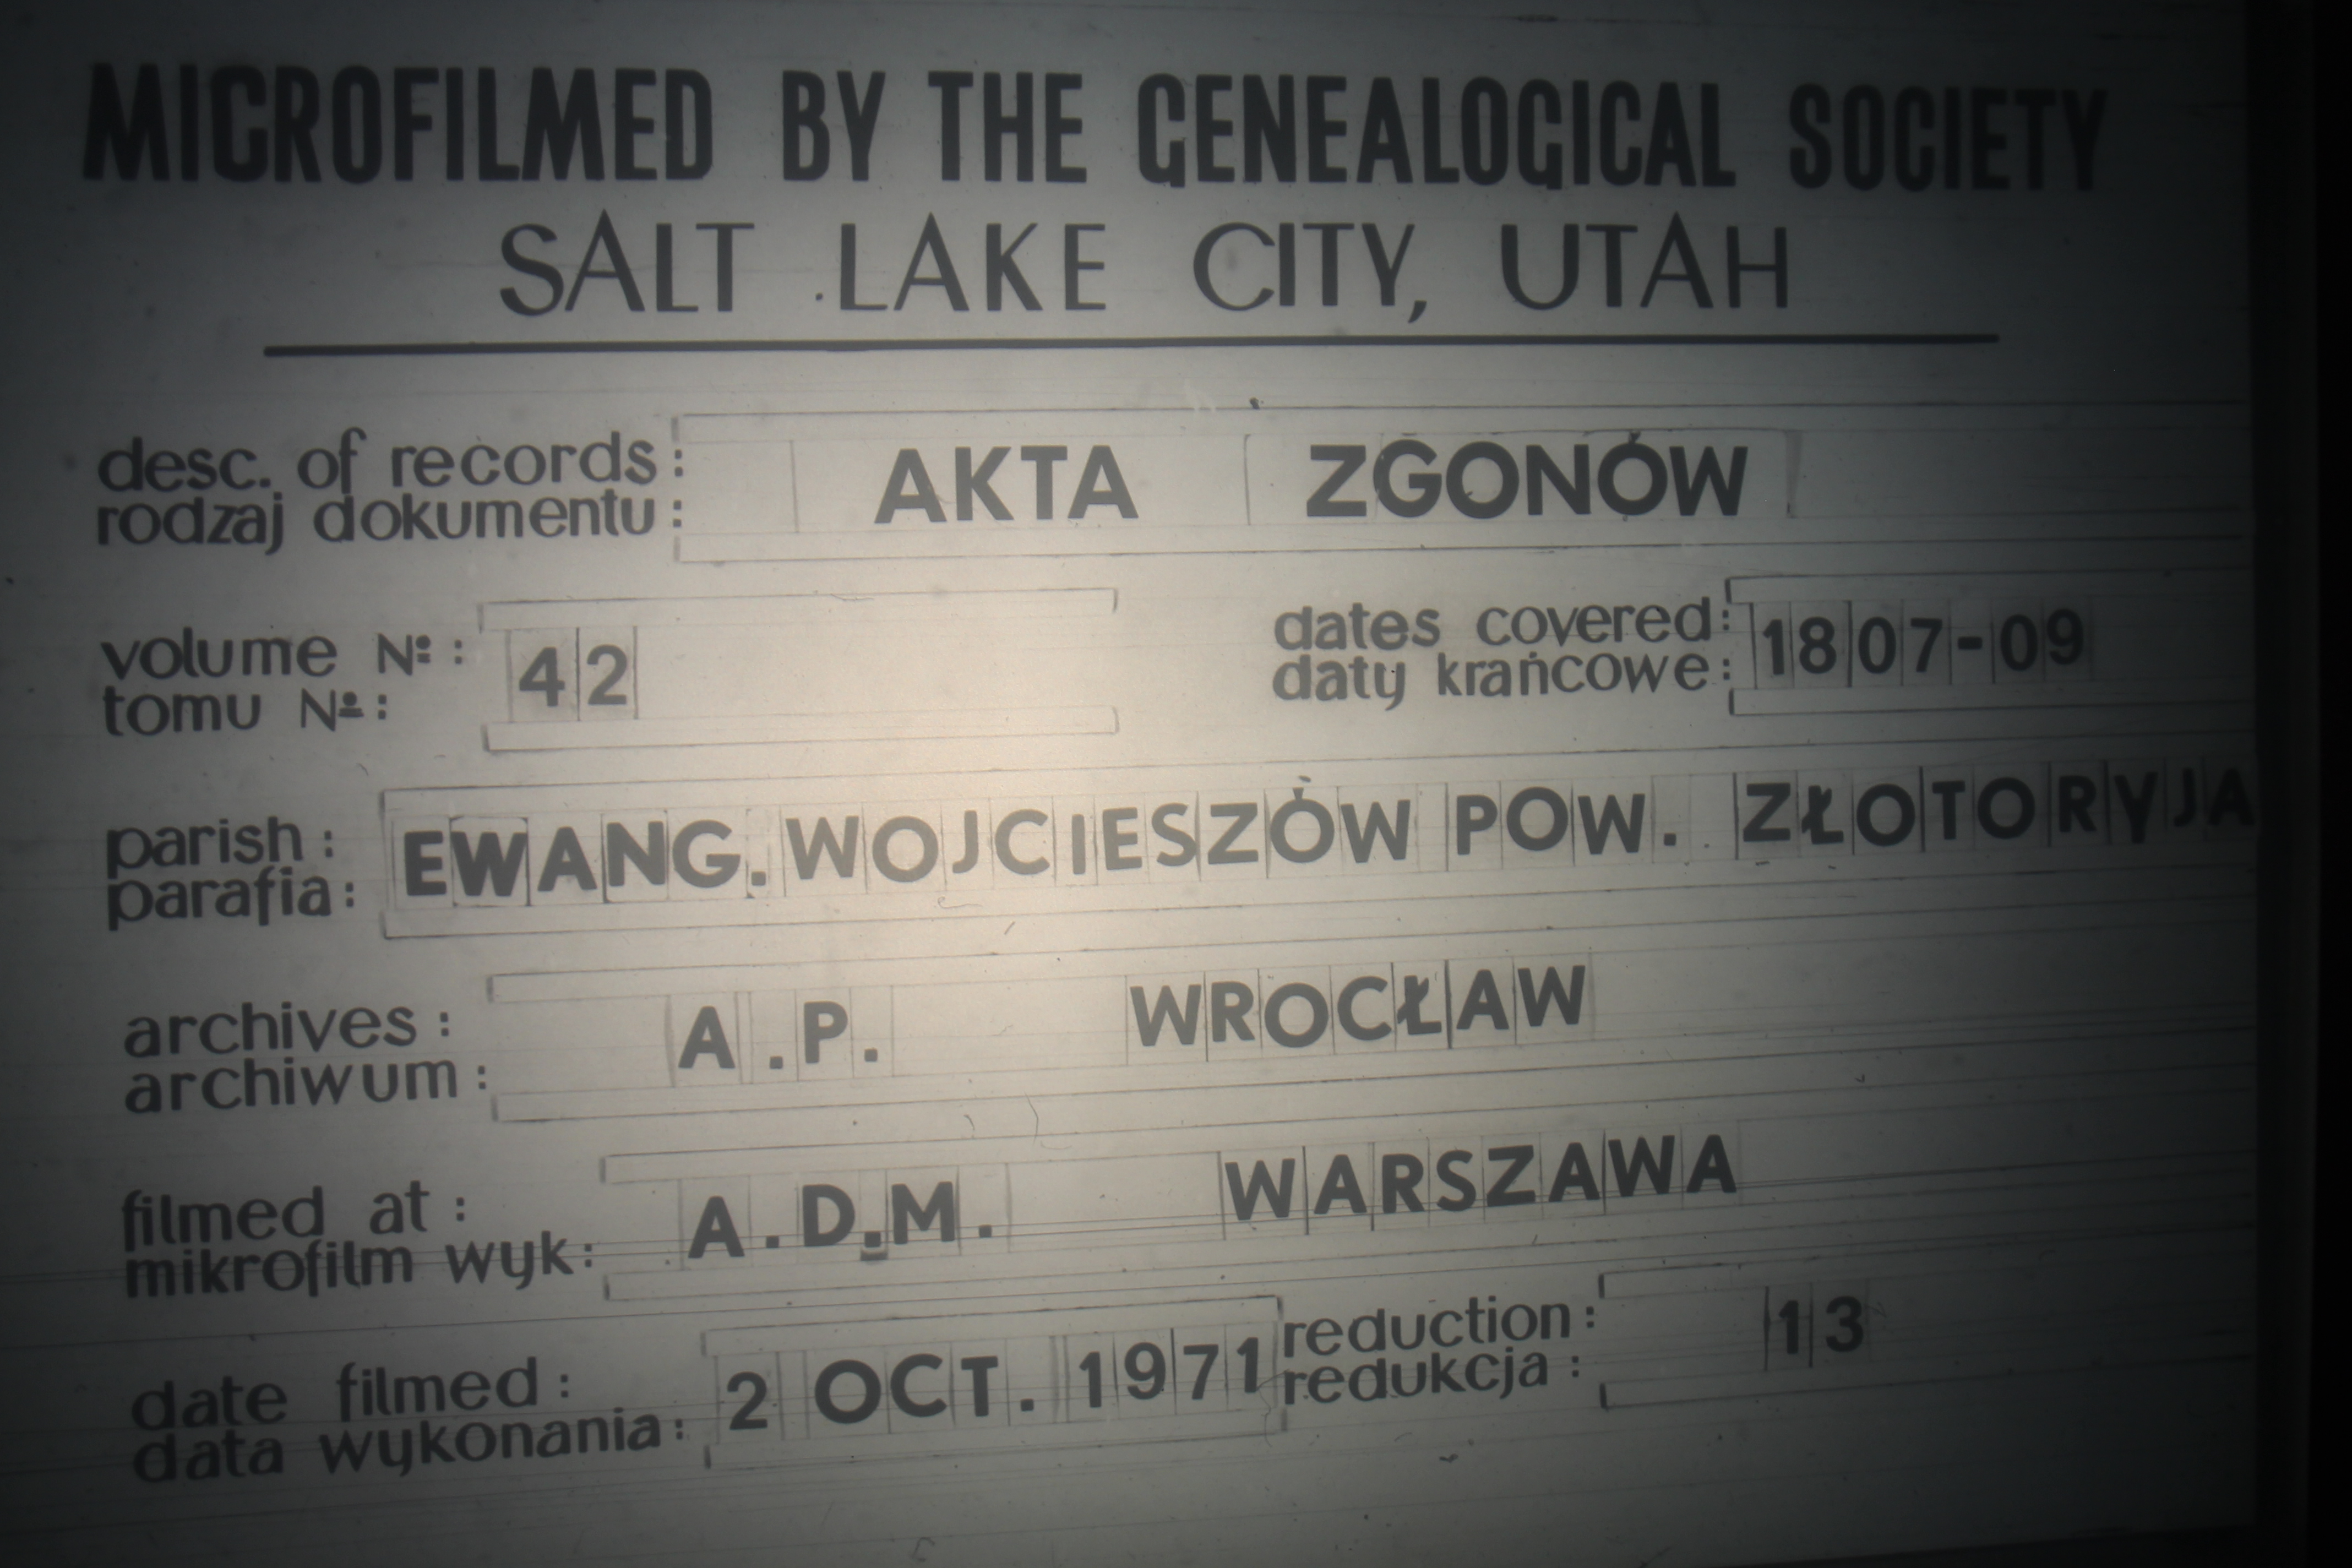 MICROFILMED BY THE GENEALOGICAL SOCIETY
SALT LAKE CITY, UTAH
desc. of records:
rodzaj dokumentu:
AKTA ZGONÓW
volume №:
tomu №:
42
dates covered:
daty krańcowe:
1807-09
parish:
parafia:
EWANG. WOJCIESZÓW POW. ZŁOTORYJA
archives:
archiwum:
A.P. WROCŁAW
filmed at:
mikrofilm wyk:
A.D.M. WARSZAWA
date filmed:
data wykonania:
2 OCT. 1971
reduction:
redukcja:
13